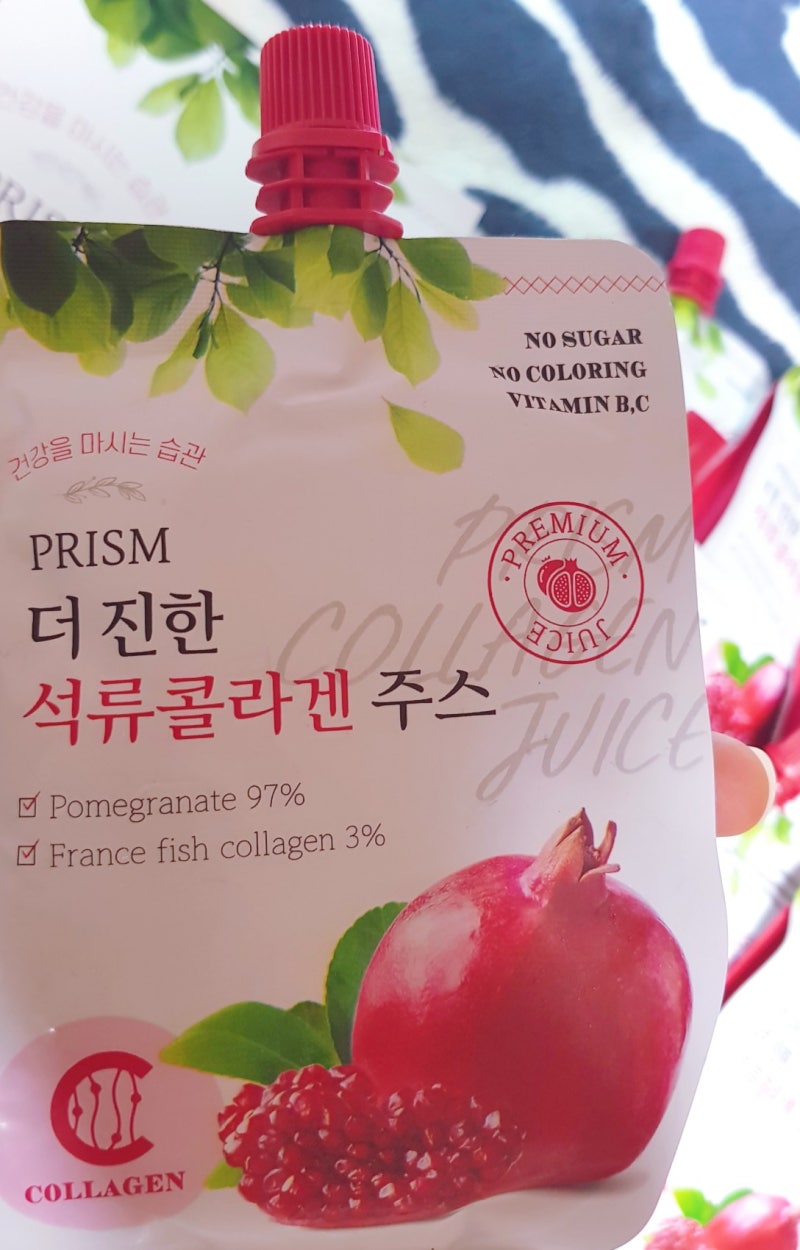 NO SUGAR
NO COLORING
VITAMIN B,C
건강을 마시는 습관
PRISM
PREMIUM
JUICE
더 진한
석류콜라겐 주스
PRISM
COLLAGEN
JUICE
Pomegranate 97%
France fish collagen 3%
COLLAGEN